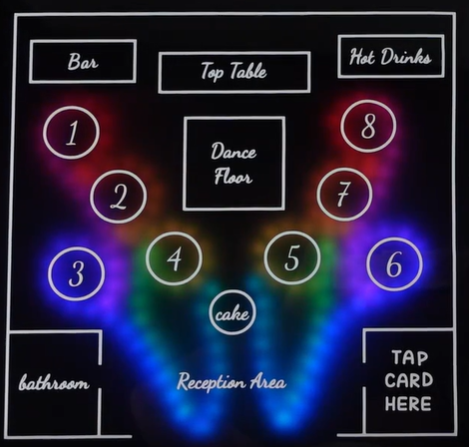 Bar
Top Table
Hot Drinks
1
8
Dance
Floor
2
7
3
4
5
6
cake
bathroom
Reception Area
TAP
CARD
HERE